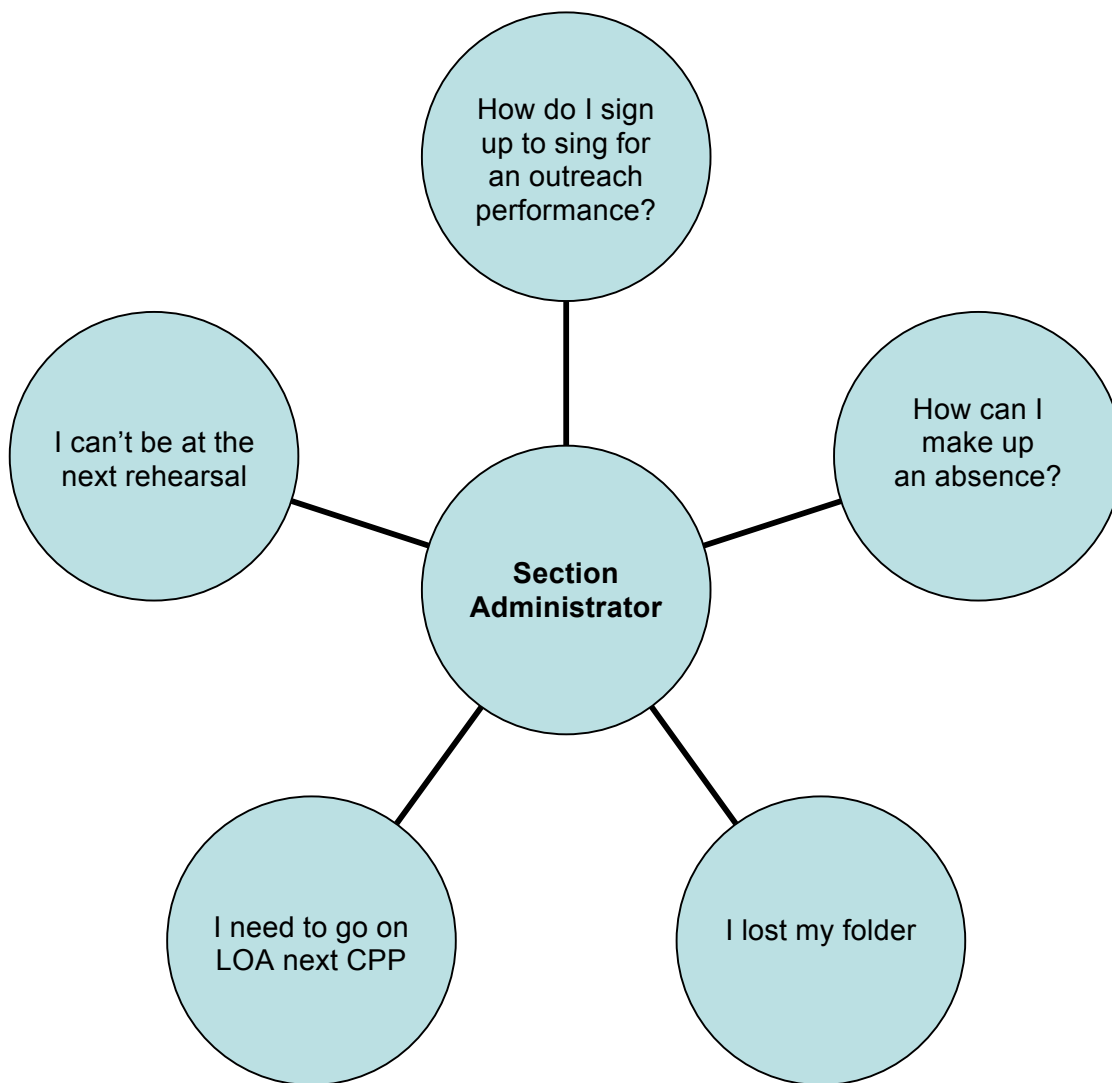 How do I sign
up to sing for
an outreach
performance?
I can’t be at the
next rehearsal
How can I
make up
an absence?
Section
Administrator
I need to go on
LOA next CPP
I lost my folder